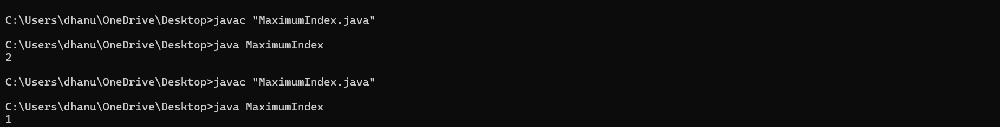 C:\Users\dhanu\OneDrive\Desktop>javac "MaximumIndex.java"
C:\Users\dhanu\OneDrive\Desktop>java MaximumIndex
2
C:\Users\dhanu\OneDrive\Desktop>javac "MaximumIndex.java"
C:\Users\dhanu\OneDrive\Desktop>java MaximumIndex
1